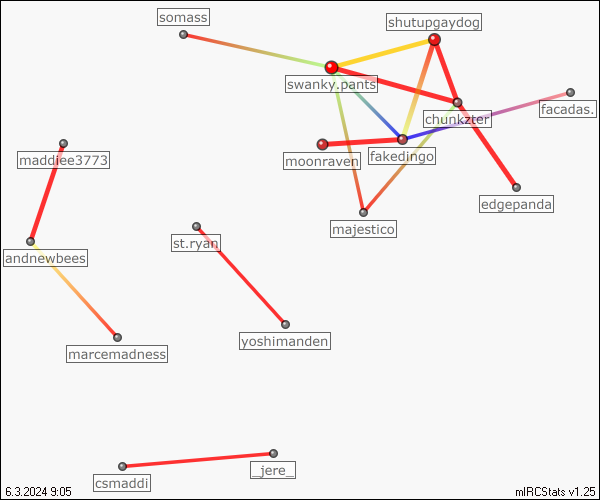 somass
shutupgaydog
swanky.pants
facadas.
chunkzter
maddiee3773
moonraven
fakedingo
edgepanda
majestico
st.ryan
andnewbees
yoshimanden
marcemadness
_jere_
csmaddi
6.3.2024 9:05
mIRCStats v1.25